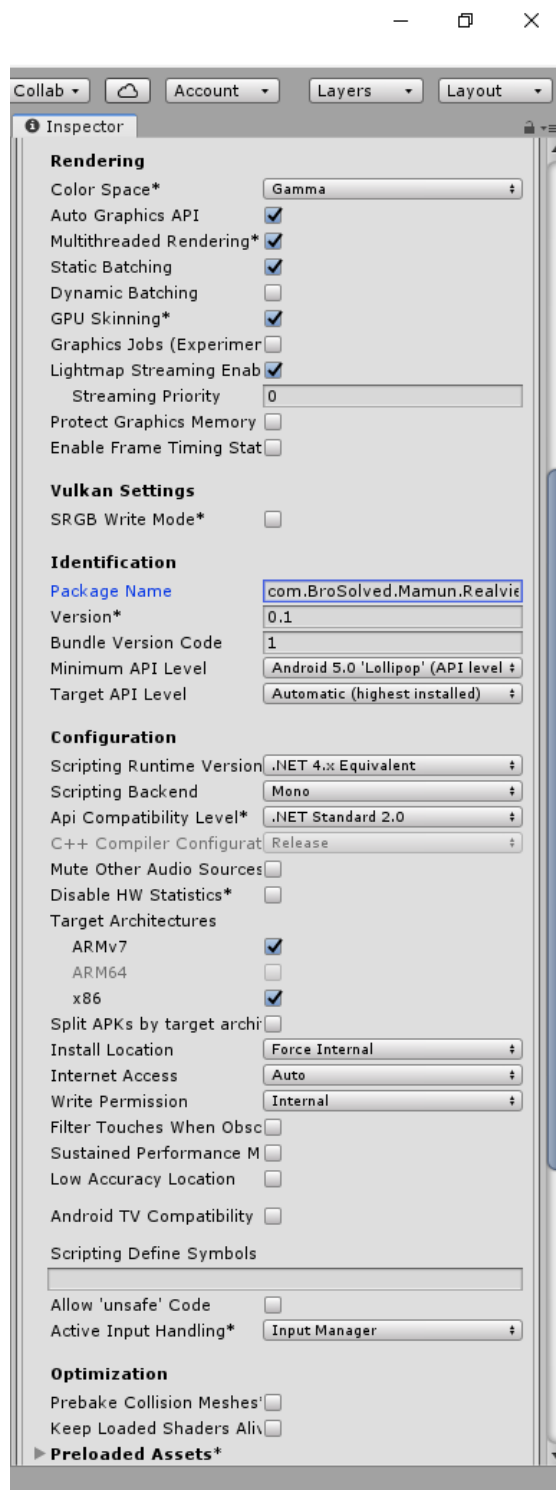 Collab Account Layers Layout
Inspector
Rendering
Color Space* Gamma
Auto Graphics API
Multithreaded Rendering*
Static Batching
Dynamic Batching
GPU Skinning*
Graphics Jobs (Experimer
Lightmap Streaming Enab
Streaming Priority 0
Protect Graphics Memory
Enable Frame Timing Stat
Vulkan Settings
SRGB Write Mode*
Identification
Package Name com.BroSolved.Mamun.Realvie
Version* 0.1
Bundle Version Code 1
Minimum API Level Android 5.0 'Lollipop' (API level
Target API Level Automatic (highest installed)
Configuration
Scripting Runtime Version .NET 4.x Equivalent
Scripting Backend Mono
Api Compatibility Level* .NET Standard 2.0
C++ Compiler Configurat Release
Mute Other Audio Sources
Disable HW Statistics*
Target Architectures
ARMv7
ARM64
x86
Split APKs by target archi
Install Location Force Internal
Internet Access Auto
Write Permission Internal
Filter Touches When Obsc
Sustained Performance M
Low Accuracy Location
Android TV Compatibility
Scripting Define Symbols
Allow 'unsafe' Code
Active Input Handling* Input Manager
Optimization
Prebake Collision Meshes*
Keep Loaded Shaders Aliv
Preloaded Assets*